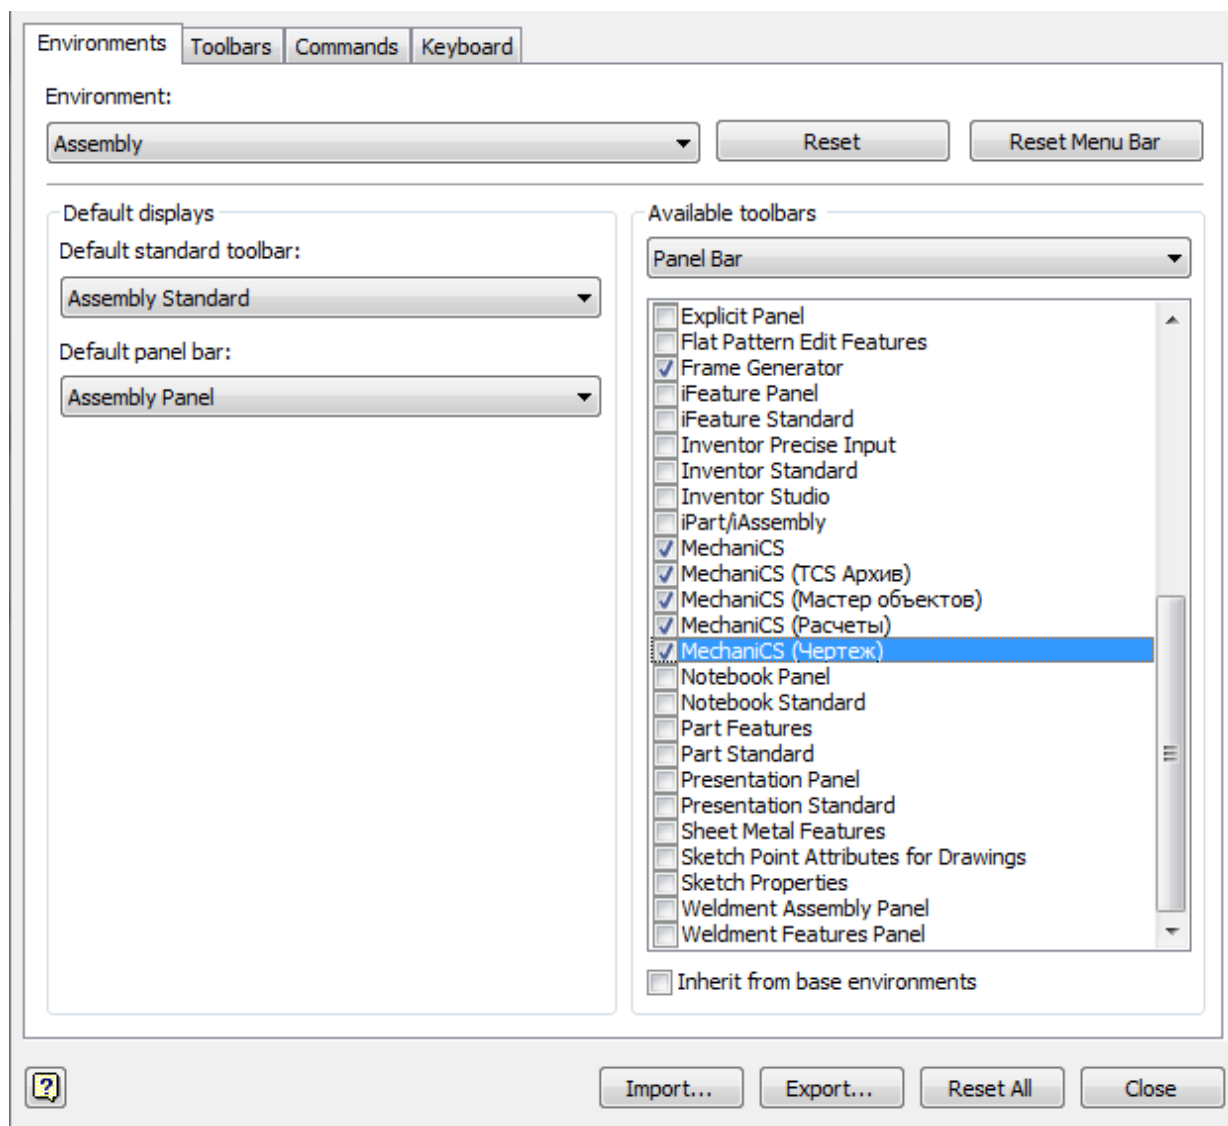 Environments Toolbars Commands Keyboard
Environment:
Assembly Reset Reset Menu Bar
Default displays
Default standard toolbar:
Assembly Standard
Default panel bar:
Assembly Panel
Available toolbars
Panel Bar
Explicit Panel
Flat Pattern Edit Features
Frame Generator
iFeature Panel
iFeature Standard
Inventor Precise Input
Inventor Standard
Inventor Studio
iPart/iAssembly
MechaniCS
MechaniCS (TCS Архив)
MechaniCS (Мастер объектов)
MechaniCS (Расчеты)
MechaniCS (Чертеж)
Notebook Panel
Notebook Standard
Part Features
Part Standard
Presentation Panel
Presentation Standard
Sheet Metal Features
Sketch Point Attributes for Drawings
Sketch Properties
Weldment Assembly Panel
Weldment Features Panel
Inherit from base environments
? Import... Export... Reset All Close